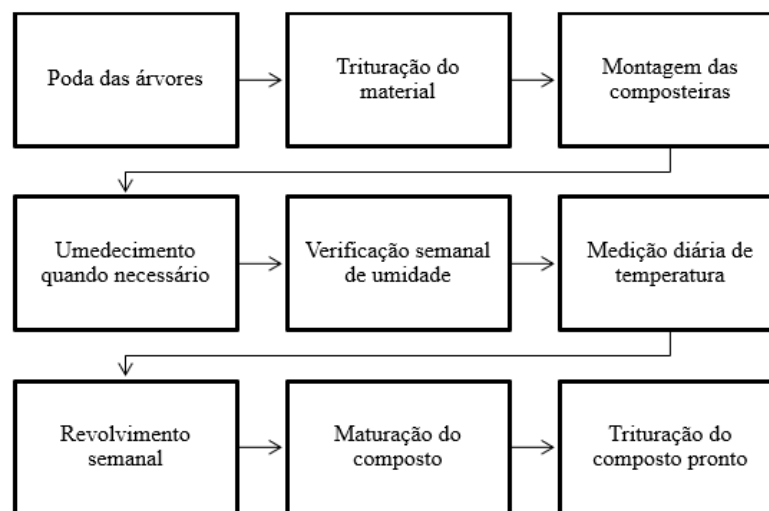 Poda das árvores
Trituração do
material
Montagem das
composteiras
Umedecimento
quando necessário
Verificação semanal
de umidade
Medição diária de
temperatura
Revolvimento
semanal
Maturação do
composto
Trituração do
composto pronto